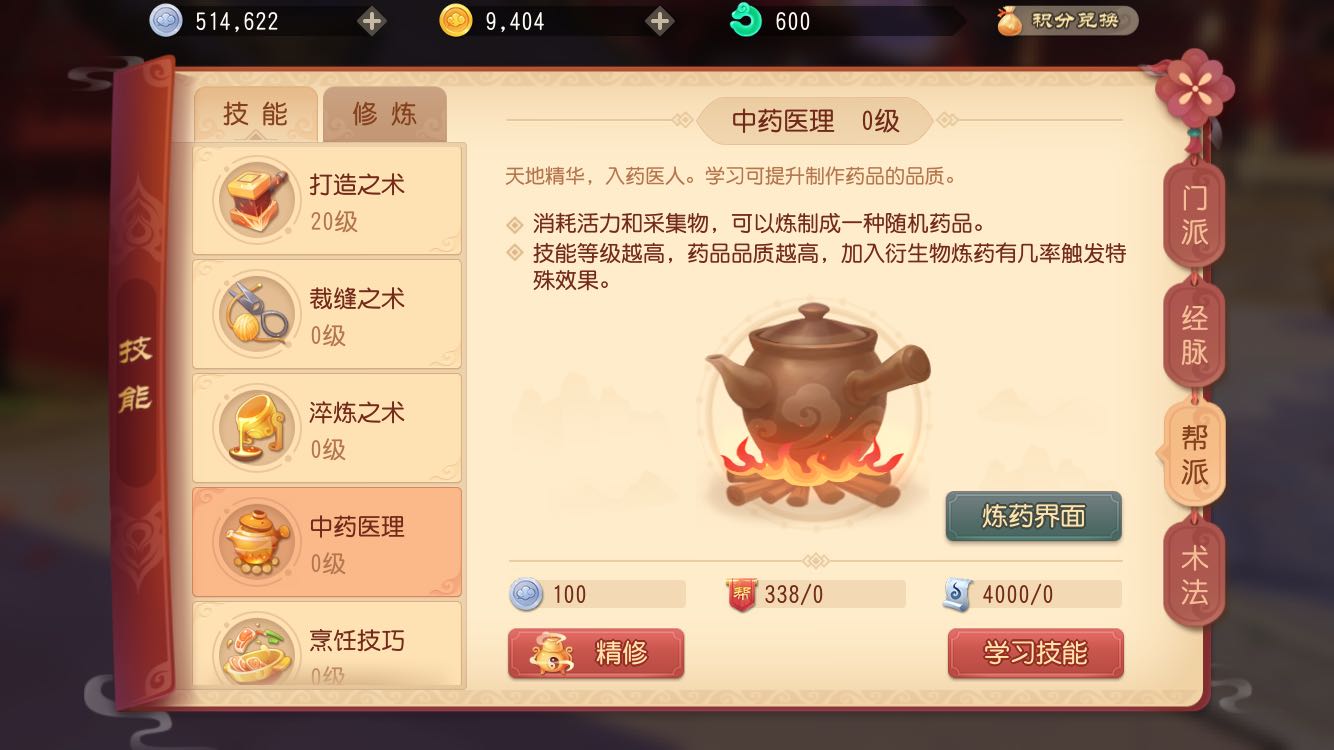 514,622
9,404
600
积分兑换
技能
技能
修炼
打造之术
20级
裁缝之术
0级
淬炼之术
0级
中药医理
0级
烹饪技巧
0级
中药医理 0级
天地精华，入药医人。学习可提升制作药品的品质。
消耗活力和采集物，可以炼制成一种随机药品。
技能等级越高，药品品质越高，加入衍生物炼药有几率触发特
殊效果。
炼药界面
100
帮
338/0
4000/0
精修
学习技能
门派
经脉
帮派
术法